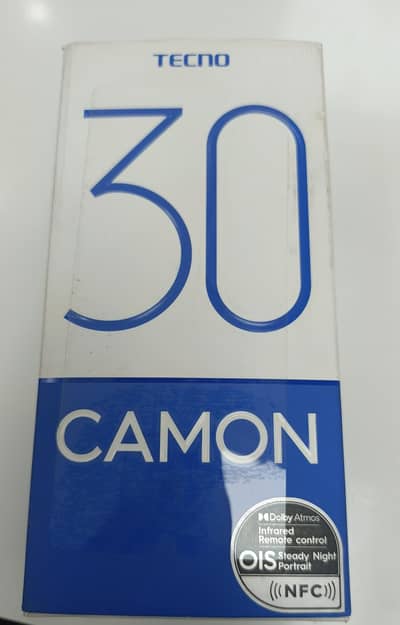 TECNO
30
CAMON
Dolby Atmos
Infrared
Remote control
OIS Steady Night
Portrait
NFC